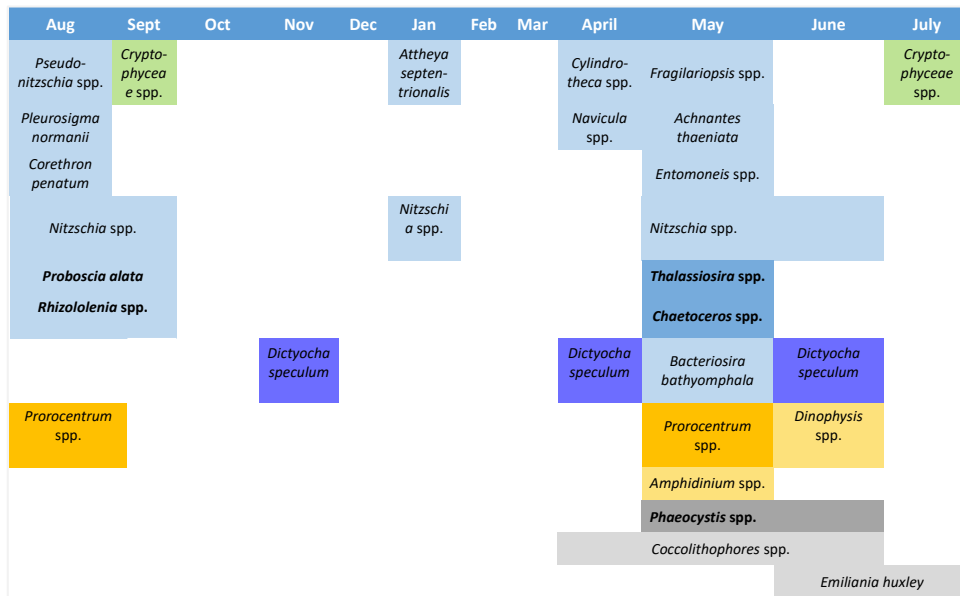 Aug Sept Oct Nov Dec Jan Feb Mar April May June July
Pseudo-
nitzschia spp.
Crypto-
phycea
e spp.
Attheya
septen-
trionalis
Cylindro-
theca spp.
Fragilariopsis spp.
Crypto-
phyceae
spp.
Pleurosigma
normanii
Navicula
spp.
Achnantes
thaeniata
Corethron
penatum
Entomoneis spp.
Nitzschia spp.
Nitzschi
a spp.
Nitzschia spp.
Proboscia alata
Thalassiosira spp.
Rhizololenia spp.
Chaetoceros spp.
Dictyocha
speculum
Dictyocha
speculum
Bacteriosira
bathyomphala
Dictyocha
speculum
Prorocentrum
spp.
Prorocentrum
spp.
Dinophysis
spp.
Amphidinium spp.
Phaeocystis spp.
Coccolithophores spp.
Emiliania huxley